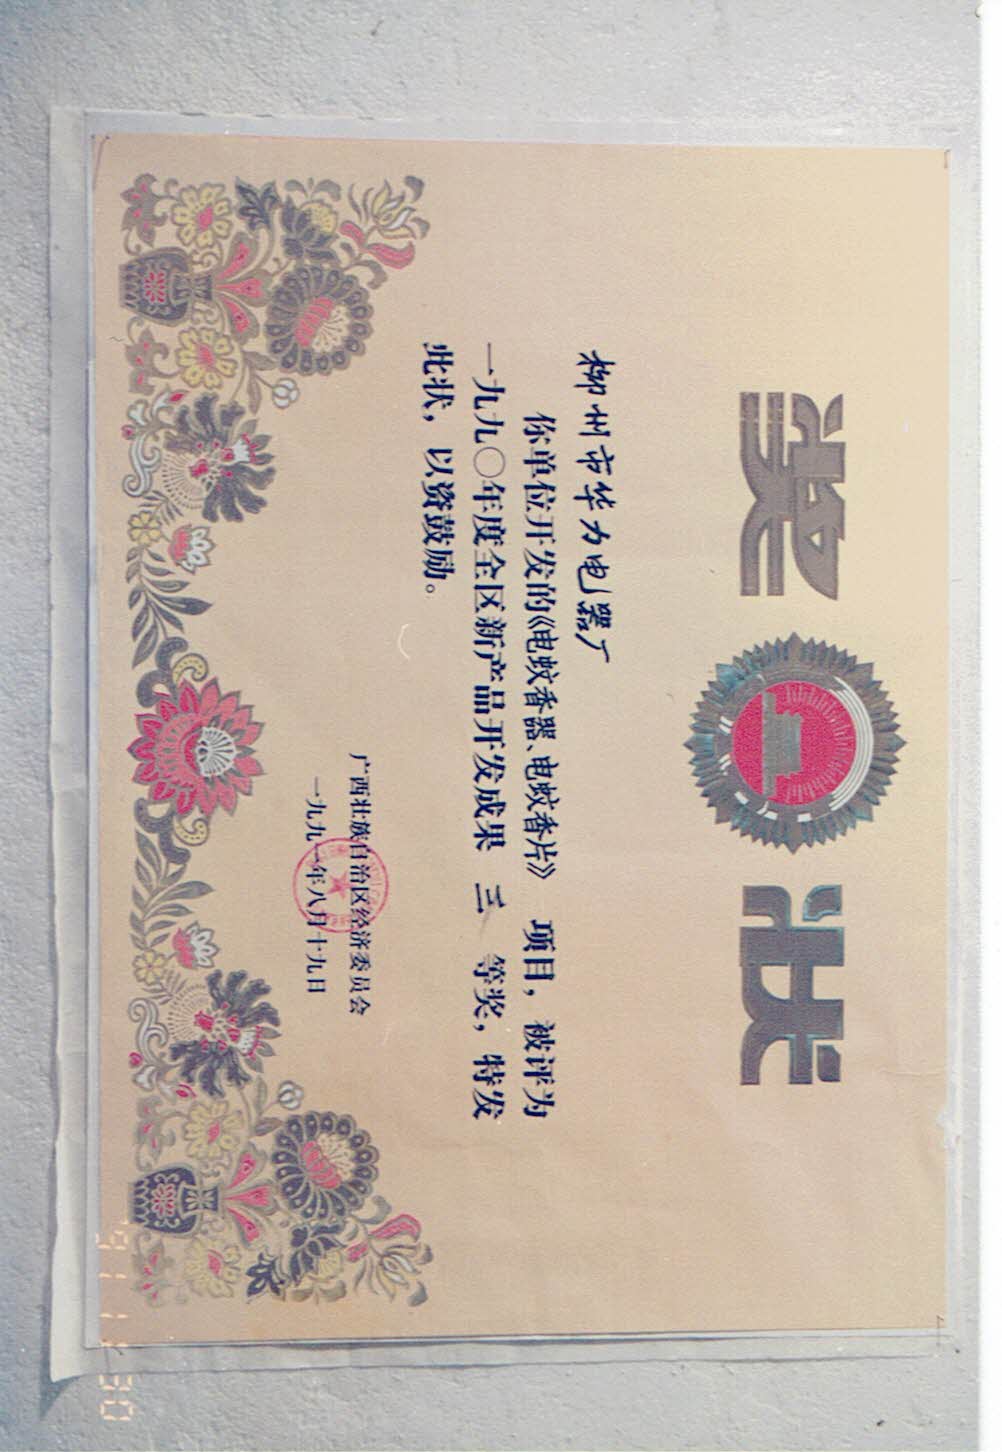 奖状
柳州市华力电器厂
你单位开发的《电蚊香器、电蚊香片》 项目，被评为
一九九〇年度全区新产品开发成果 三 等奖，特发
此状，以资鼓励。
广西壮族自治区经济委员会
一九九一年八月十九日
91 11 30